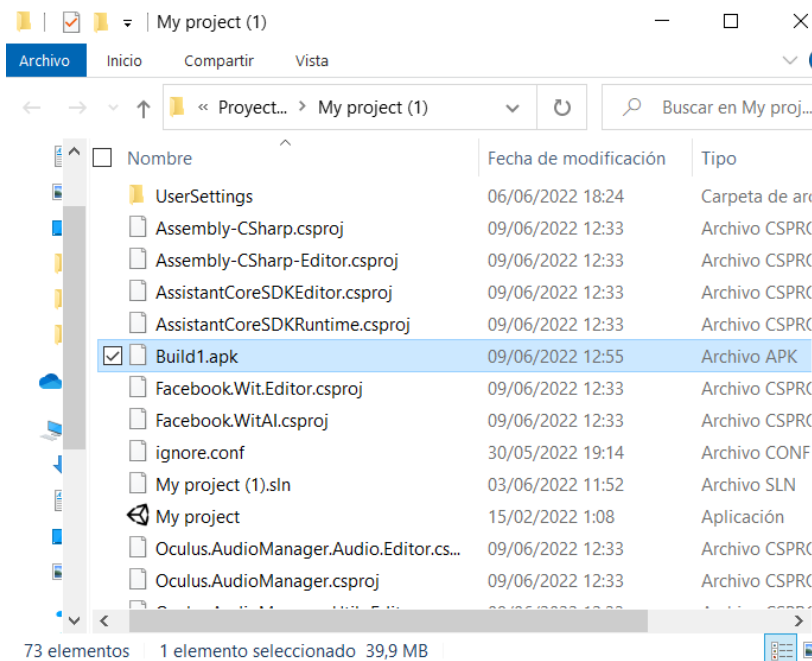 My project (1)
Archivo Inicio Compartir Vista
« Proyect... > My project (1) Buscar en My proj...
Nombre Fecha de modificación Tipo
UserSettings 06/06/2022 18:24 Carpeta de arc
Assembly-CSharp.csproj 09/06/2022 12:33 Archivo CSPRO
Assembly-CSharp-Editor.csproj 09/06/2022 12:33 Archivo CSPRO
AssistantCoreSDKEditor.csproj 09/06/2022 12:33 Archivo CSPRO
AssistantCoreSDKRuntime.csproj 09/06/2022 12:33 Archivo CSPRO
Build1.apk 09/06/2022 12:55 Archivo APK
Facebook.Wit.Editor.csproj 09/06/2022 12:33 Archivo CSPRO
Facebook.WitAI.csproj 09/06/2022 12:33 Archivo CSPRO
ignore.conf 30/05/2022 19:14 Archivo CONF
My project (1).sln 03/06/2022 11:52 Archivo SLN
My project 15/02/2022 1:08 Aplicación
Oculus.AudioManager.Audio.Editor.cs... 09/06/2022 12:33 Archivo CSPRO
Oculus.AudioManager.csproj 09/06/2022 12:33 Archivo CSPRO
73 elementos 1 elemento seleccionado 39,9 MB